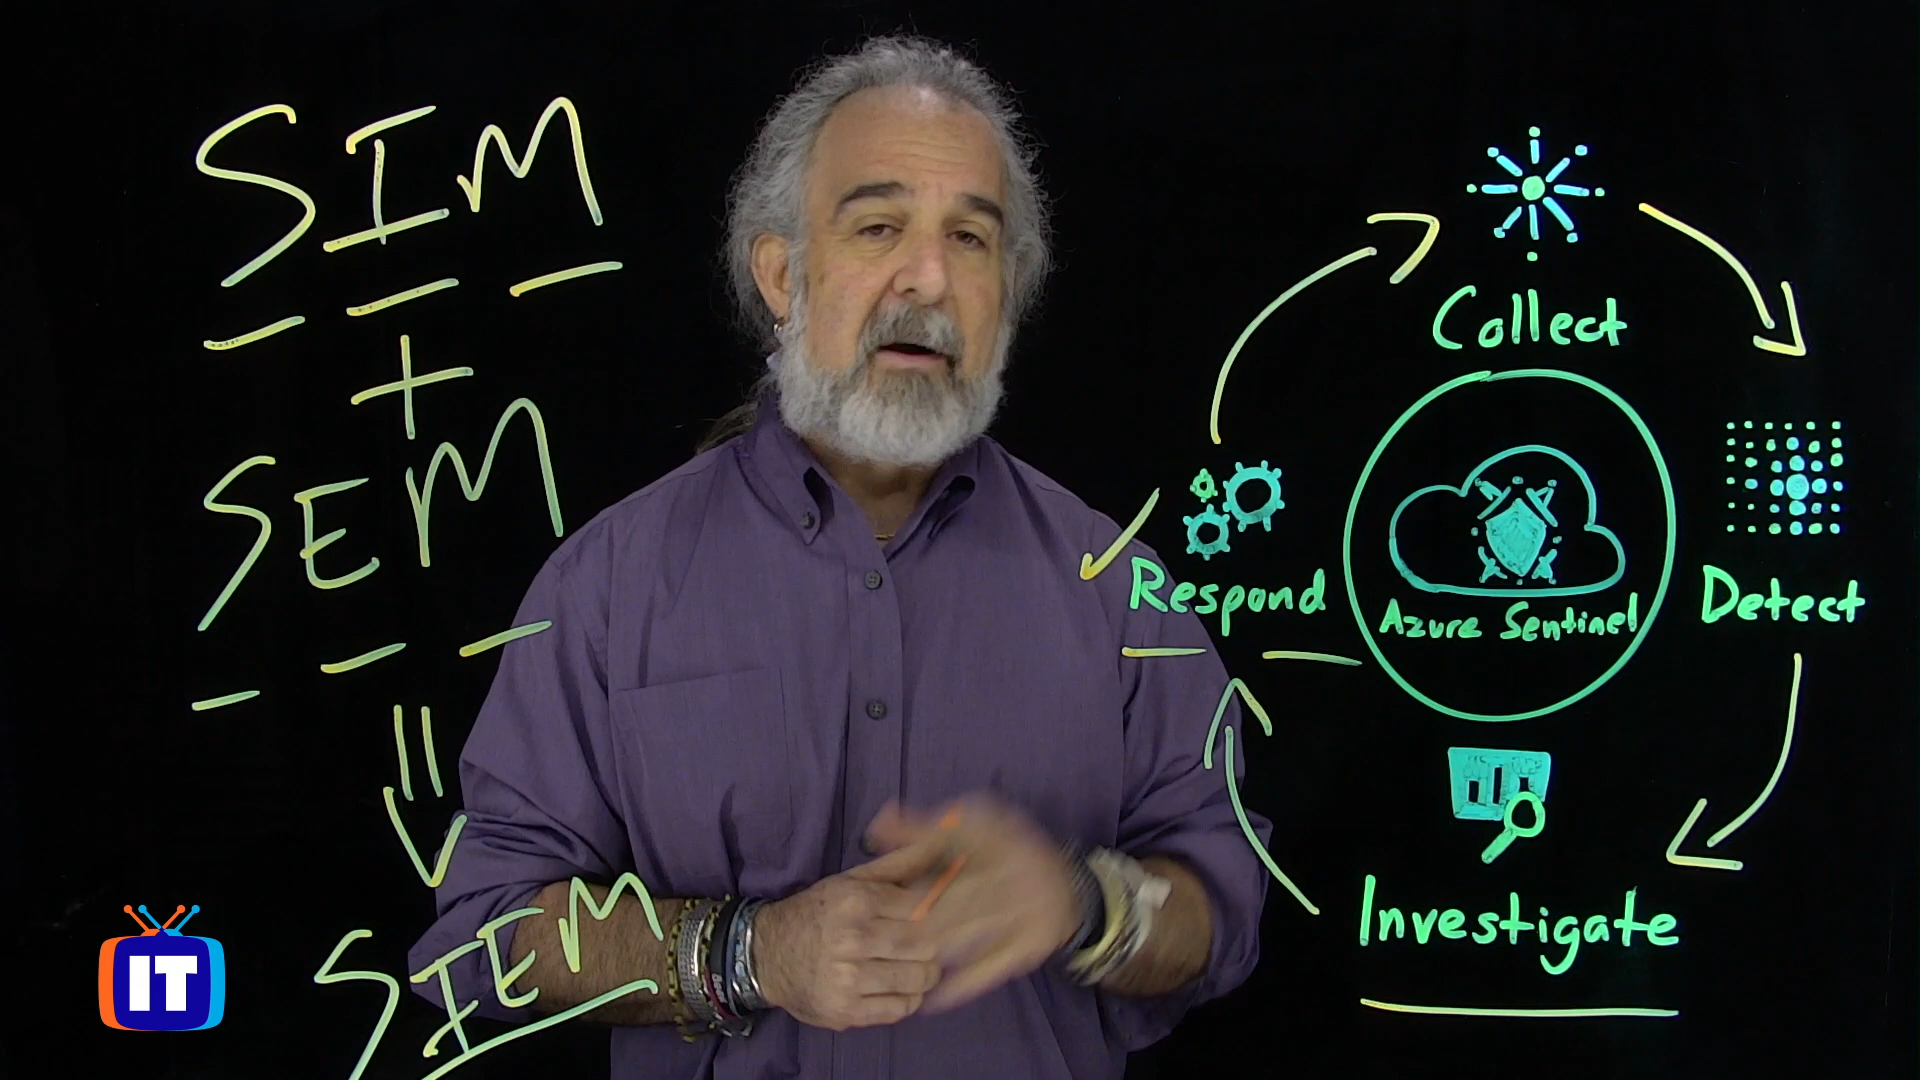 SIM
+
SEM
SIEM
Collect
Detect
Investigate
Respond
Azure Sentinel
IT